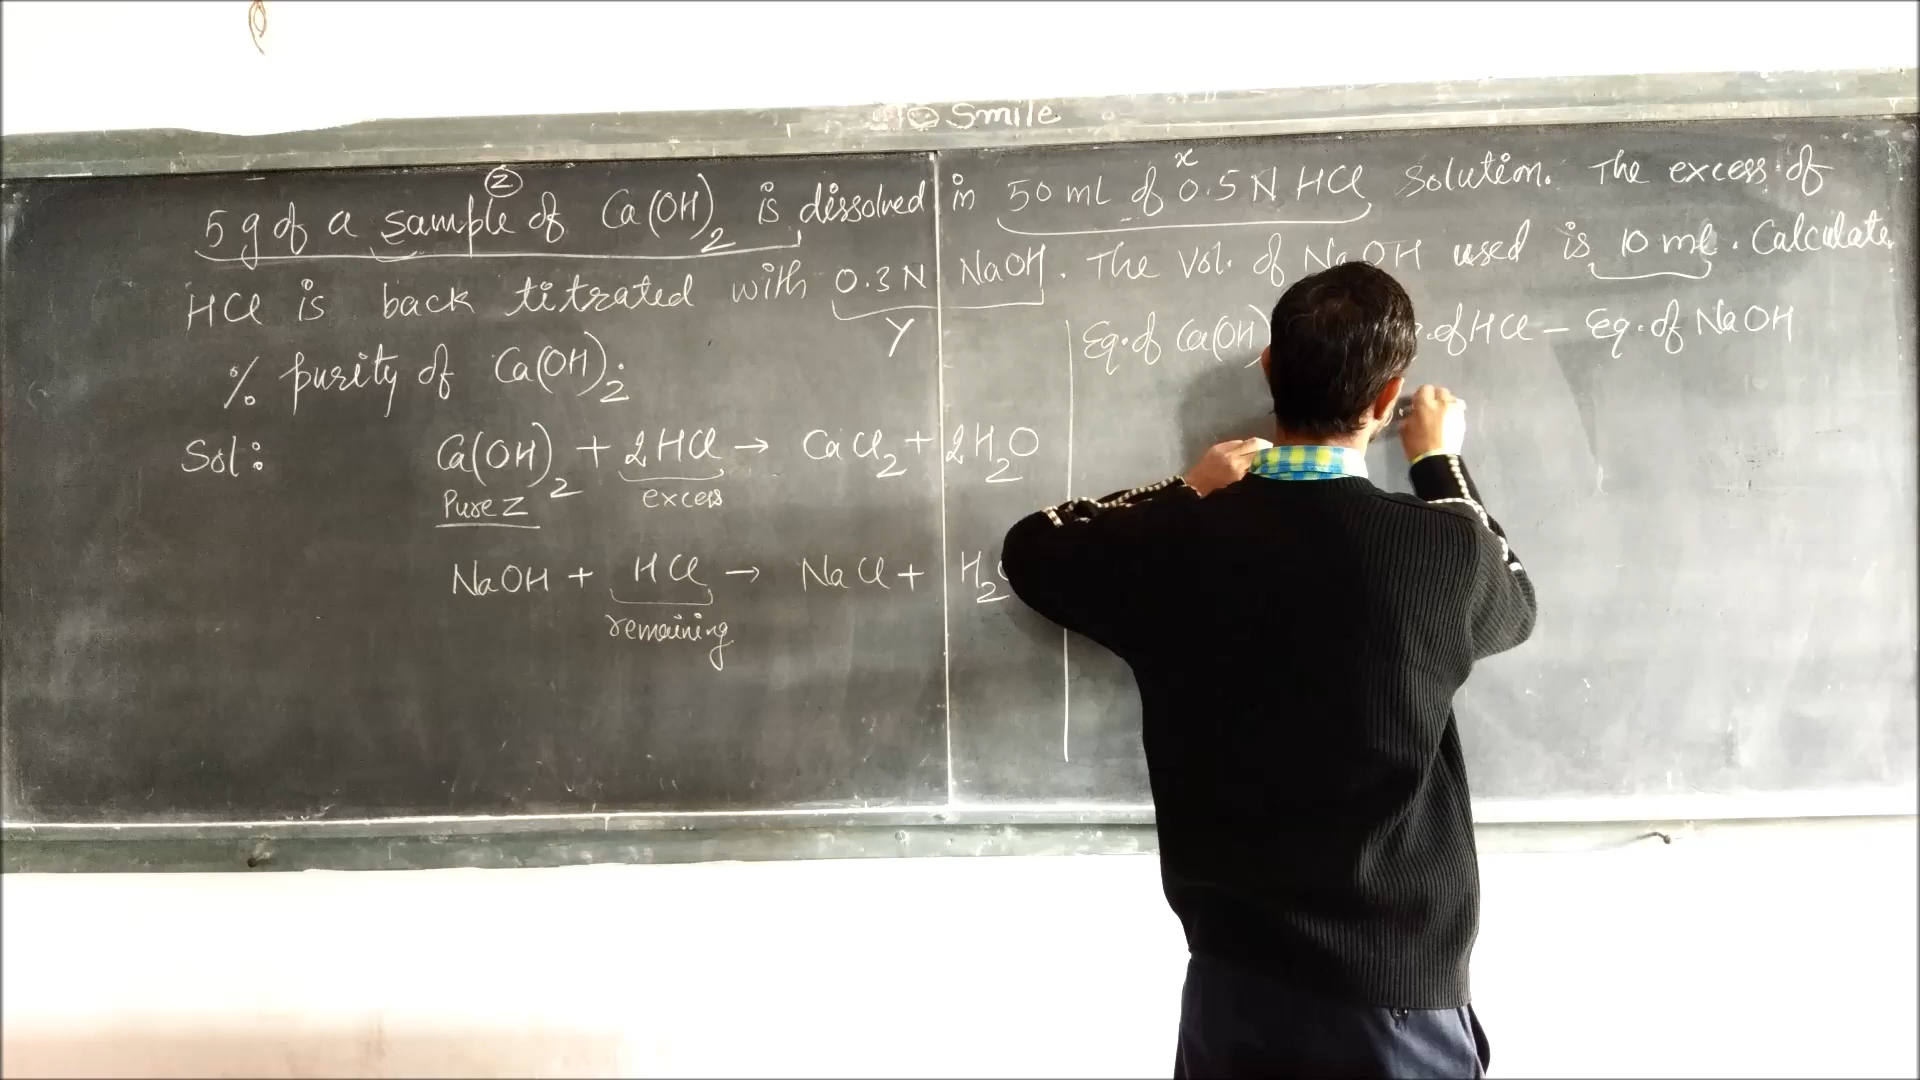 ☺ Smile
5 g of a sample of Ca(OH)₂ is dissolved in 50 ml of 0.5 N HCl solution. The excess of
z
x
HCl is back titrated with 0.3 N NaOH. The Vol. of NaOH used is 10 ml. Calculate
Y
% purity of Ca(OH)₂.
Sol:
Ca(OH)₂ + 2HCl → CaCl₂ + 2H₂O
Pure z excess
NaOH + HCl → NaCl + H₂
remaining
Eq. of Ca(OH) of HCl – Eq. of NaOH